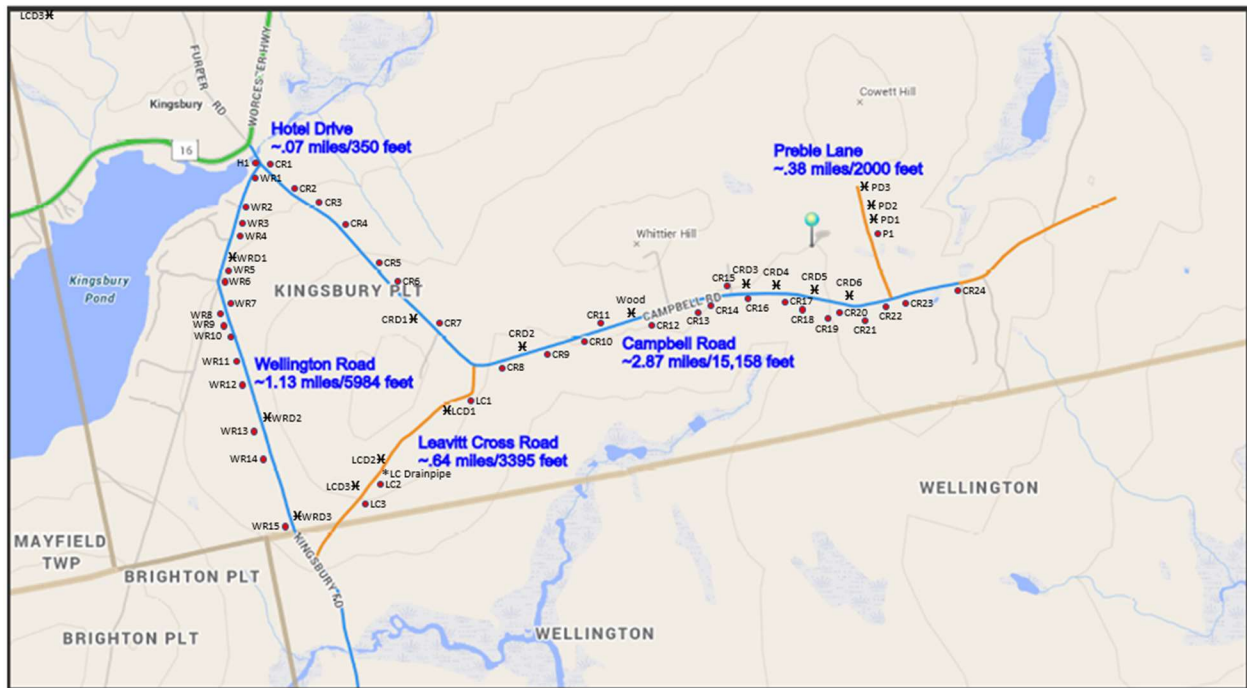 LCD3
FURBER RD
WORCESTER HWY
Kingsbury
Cowett Hill
Hotel Drive
~.07 miles/350 feet
16
Preble Lane
~.38 miles/2000 feet
H1
CR1
WR1
CR2
PD3
WR2
CR3
PD2
WR3
CR4
PD1
WR4
P1
Whittier Hill
WRD1
WR5
CR5
WR6
CR6
Kingsbury
Pond
KINGSBURY PLT
CR15
CRD3
CRD4
CRD5
CRD6
CR24
WR7
Wood
CAMPBELL RD
CR16
CR17
CR23
CR22
WR8
CRD1
CR7
CR11
CR12
CR13
CR14
CR18
CR19
CR20
CR21
WR9
WR10
CRD2
CR10
Campbell Road
~2.87 miles/15,158 feet
CR9
WR11
Wellington Road
~1.13 miles/5984 feet
CR8
WR12
LC1
LCD1
WRD2
WR13
Leavitt Cross Road
~.64 miles/3395 feet
WR14
LCD2
*LC Drainpipe
LCD3
LC2
WELLINGTON
LC3
WRD3
WR15
MAYFIELD
TWP
KINGSBURY RD
BRIGHTON PLT
BRIGHTON PLT
WELLINGTON